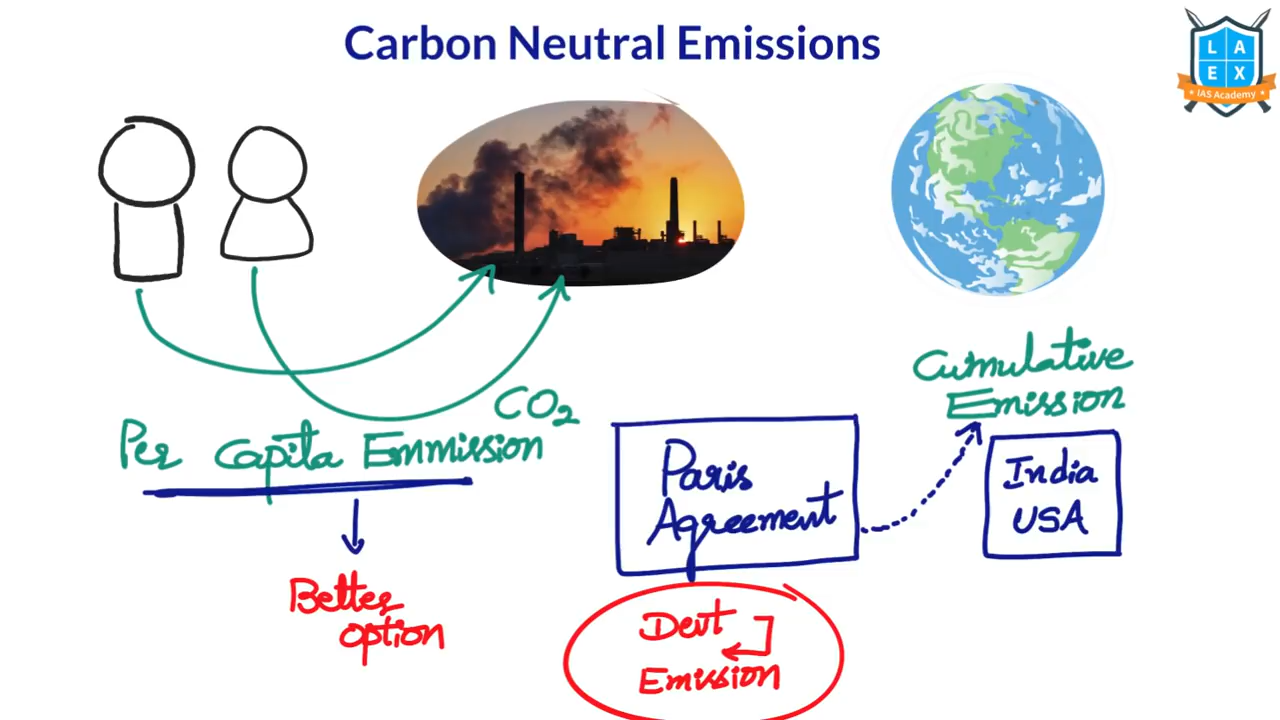 Carbon Neutral Emissions
L A
E X
IAS Academy
CO2
Per Capita Emmission
Better
option
Paris
Agreement
Devt
Emission
Cumulative
Emission
India
USA